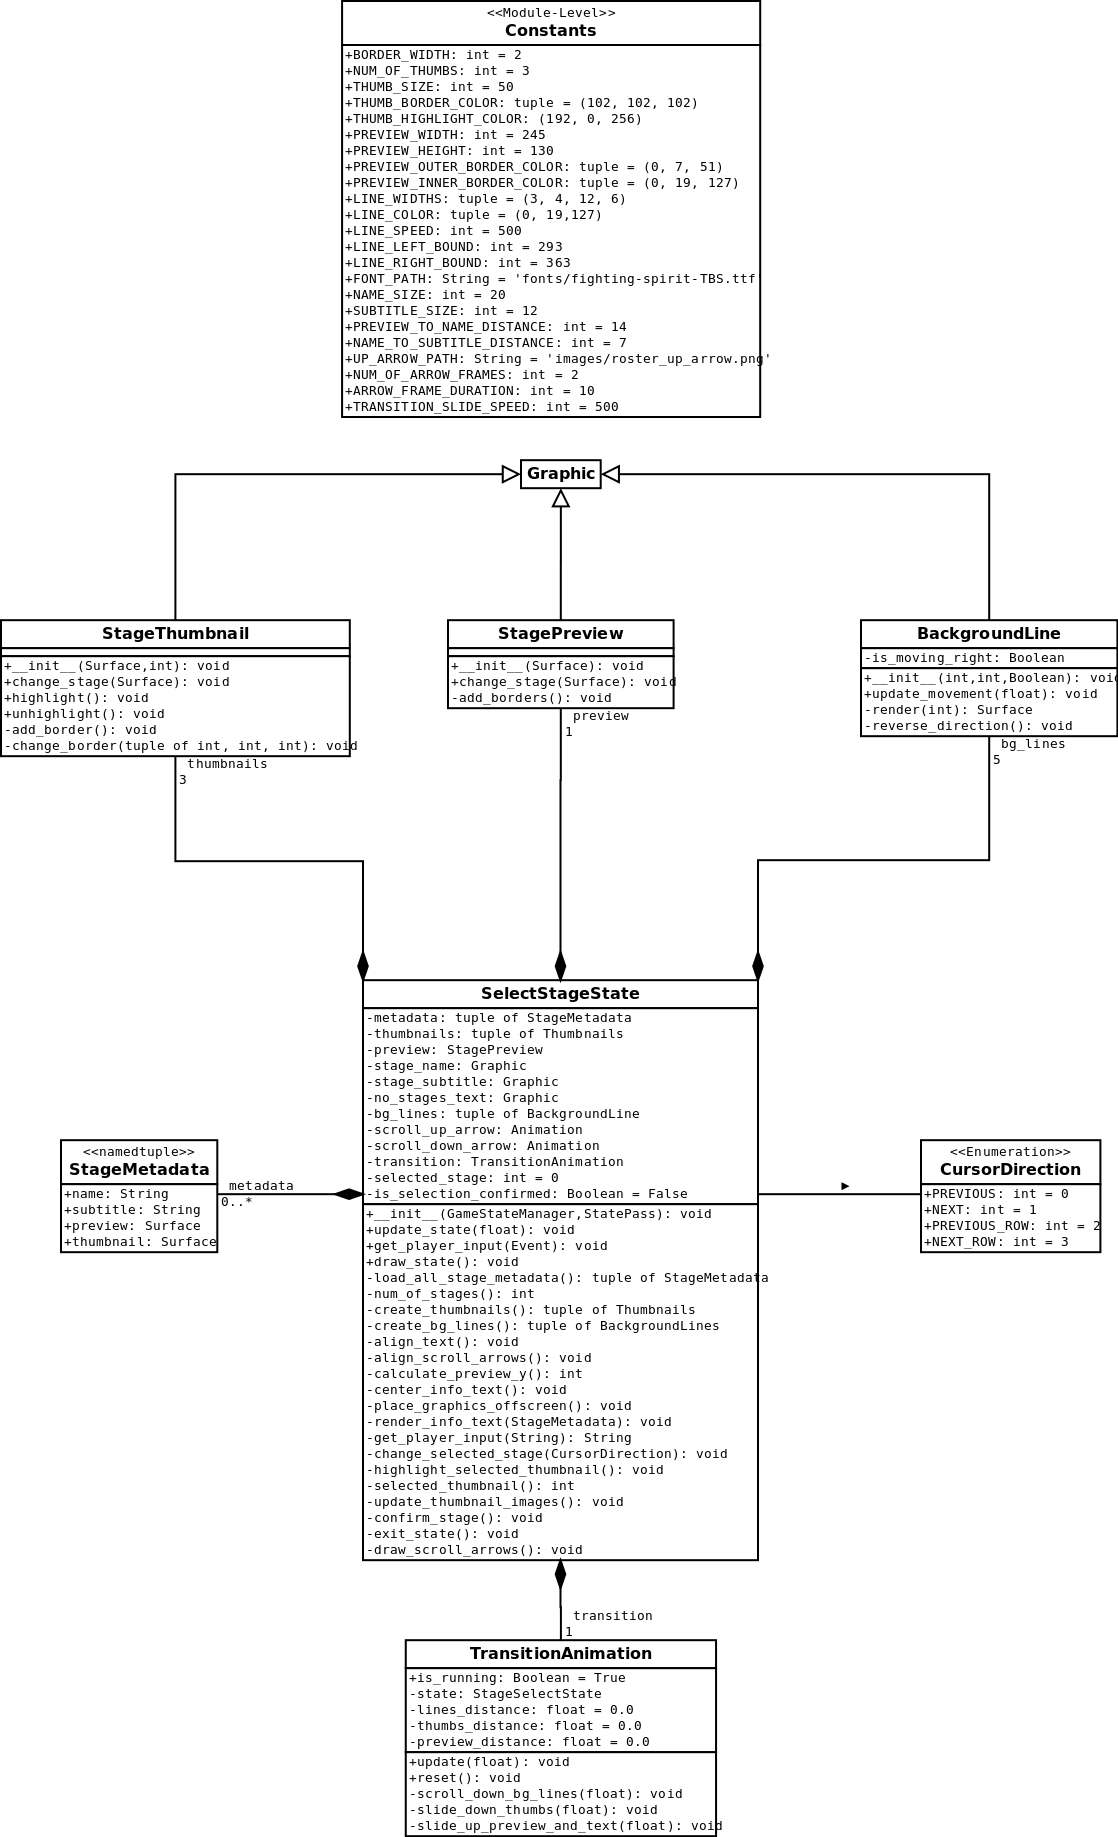 <<Module-Level>>
Constants
+BORDER_WIDTH: int = 2
+NUM_OF_THUMBS: int = 3
+THUMB_SIZE: int = 50
+THUMB_BORDER_COLOR: tuple = (102, 102, 102)
+THUMB_HIGHLIGHT_COLOR: (192, 0, 256)
+PREVIEW_WIDTH: int = 245
+PREVIEW_HEIGHT: int = 130
+PREVIEW_OUTER_BORDER_COLOR: tuple = (0, 7, 51)
+PREVIEW_INNER_BORDER_COLOR: tuple = (0, 19, 127)
+LINE_WIDTHS: tuple = (3, 4, 12, 6)
+LINE_COLOR: tuple = (0, 19,127)
+LINE_SPEED: int = 500
+LINE_LEFT_BOUND: int = 293
+LINE_RIGHT_BOUND: int = 363
+FONT_PATH: String = 'fonts/fighting-spirit-TBS.ttf'
+NAME_SIZE: int = 20
+SUBTITLE_SIZE: int = 12
+PREVIEW_TO_NAME_DISTANCE: int = 14
+NAME_TO_SUBTITLE_DISTANCE: int = 7
+UP_ARROW_PATH: String = 'images/roster_up_arrow.png'
+NUM_OF_ARROW_FRAMES: int = 2
+ARROW_FRAME_DURATION: int = 10
+TRANSITION_SLIDE_SPEED: int = 500
Graphic
StageThumbnail
+__init__(Surface,int): void
+change_stage(Surface): void
+highlight(): void
+unhighlight(): void
-add_border(): void
-change_border(tuple of int, int, int): void
thumbnails
3
StagePreview
+__init__(Surface): void
+change_stage(Surface): void
-add_borders(): void
preview
1
BackgroundLine
-is_moving_right: Boolean
+__init__(int,int,Boolean): void
+update_movement(float): void
-render(int): Surface
-reverse_direction(): void
bg_lines
5
SelectStageState
-metadata: tuple of StageMetadata
-thumbnails: tuple of Thumbnails
-preview: StagePreview
-stage_name: Graphic
-stage_subtitle: Graphic
-no_stages_text: Graphic
-bg_lines: tuple of BackgroundLine
-scroll_up_arrow: Animation
-scroll_down_arrow: Animation
-transition: TransitionAnimation
-selected_stage: int = 0
-is_selection_confirmed: Boolean = False
+__init__(GameStateManager,StatePass): void
+update_state(float): void
+get_player_input(Event): void
+draw_state(): void
-load_all_stage_metadata(): tuple of StageMetadata
-num_of_stages(): int
-create_thumbnails(): tuple of Thumbnails
-create_bg_lines(): tuple of BackgroundLines
-align_text(): void
-align_scroll_arrows(): void
-calculate_preview_y(): int
-center_info_text(): void
-place_graphics_offscreen(): void
-render_info_text(StageMetadata): void
-get_player_input(String): String
-change_selected_stage(CursorDirection): void
-highlight_selected_thumbnail(): void
-selected_thumbnail(): int
-update_thumbnail_images(): void
-confirm_stage(): void
-exit_state(): void
-draw_scroll_arrows(): void
<<namedtuple>>
StageMetadata
+name: String
+subtitle: String
+preview: Surface
+thumbnail: Surface
metadata
0..*
<<Enumeration>>
CursorDirection
+PREVIOUS: int = 0
+NEXT: int = 1
+PREVIOUS_ROW: int = 2
+NEXT_ROW: int = 3
transition
1
TransitionAnimation
+is_running: Boolean = True
-state: StageSelectState
-lines_distance: float = 0.0
-thumbs_distance: float = 0.0
-preview_distance: float = 0.0
+update(float): void
+reset(): void
-scroll_down_bg_lines(float): void
-slide_down_thumbs(float): void
-slide_up_preview_and_text(float): void